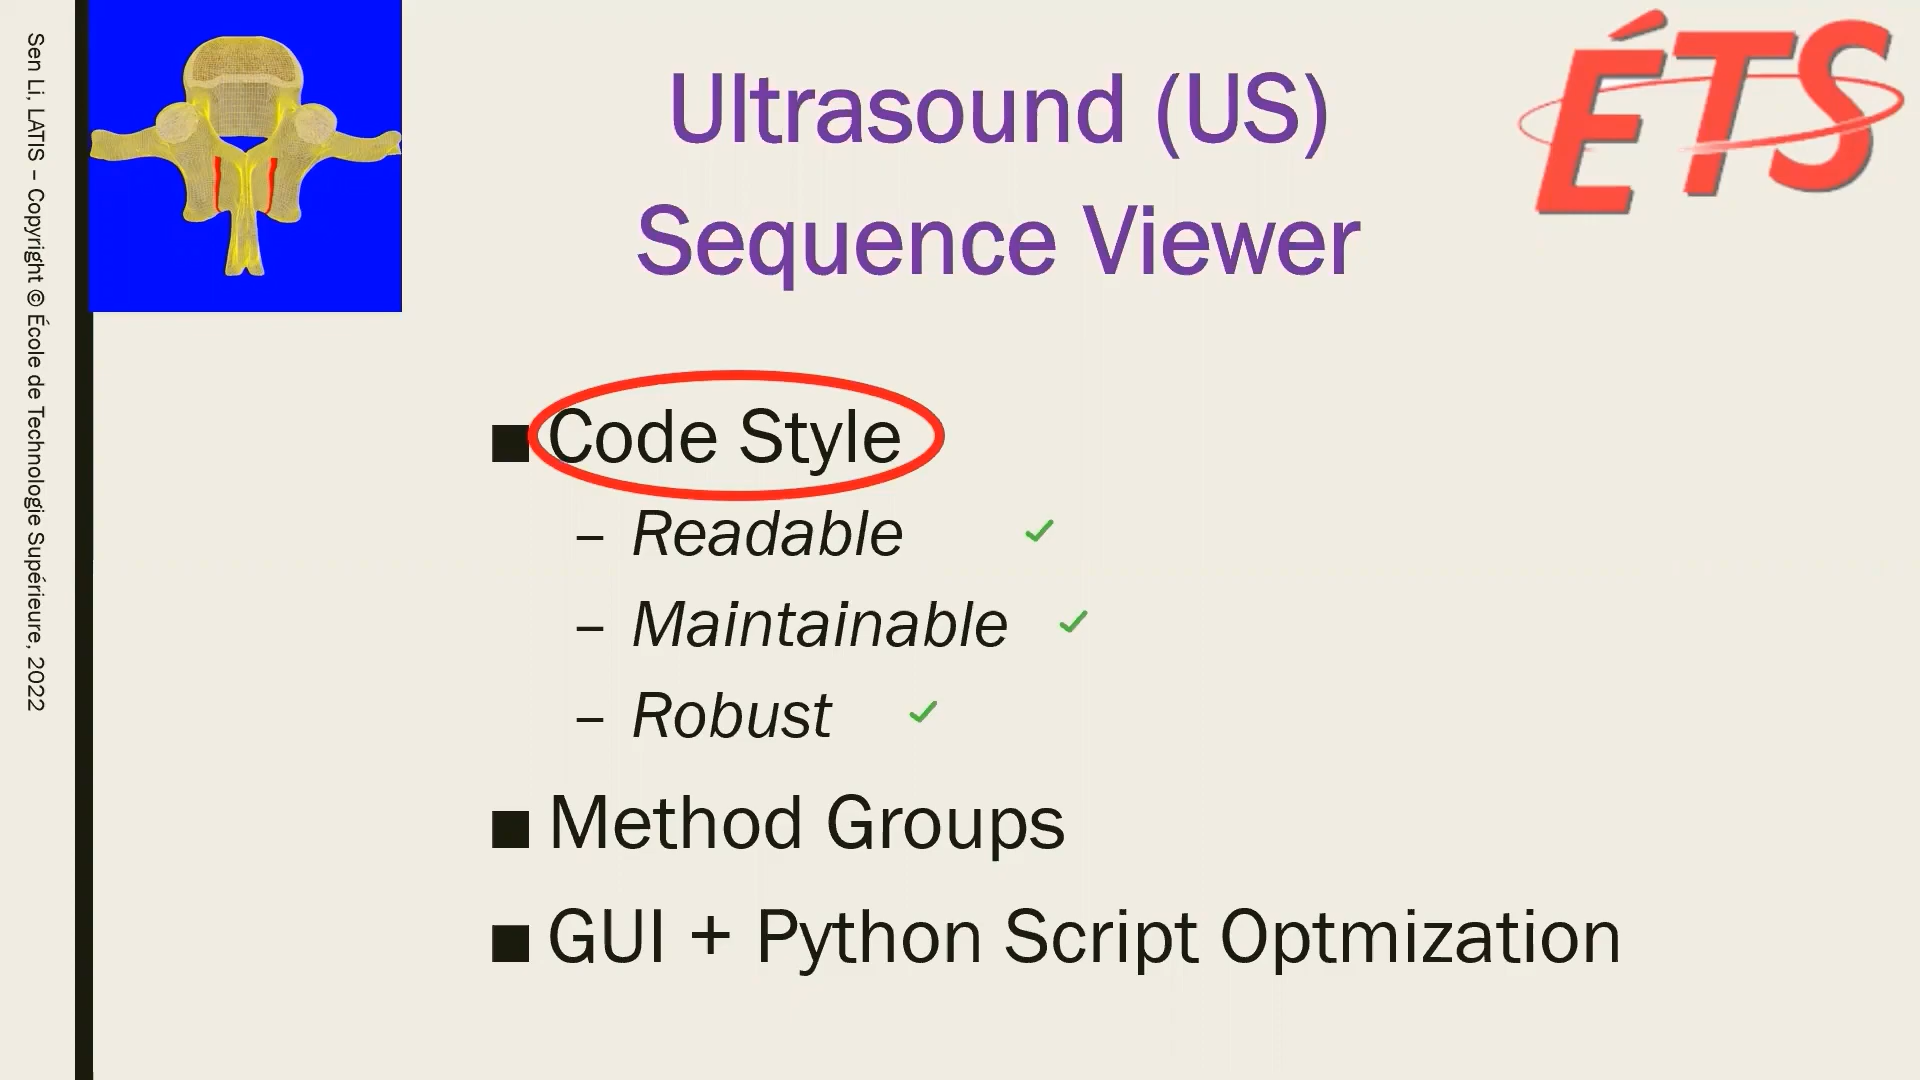 Sen Li, LATIS – Copyright © École de Technologie Supérieure, 2022
ÉTS
Ultrasound (US)
Sequence Viewer
■ Code Style
– Readable ✓
– Maintainable ✓
– Robust ✓
■ Method Groups
■ GUI + Python Script Optmization